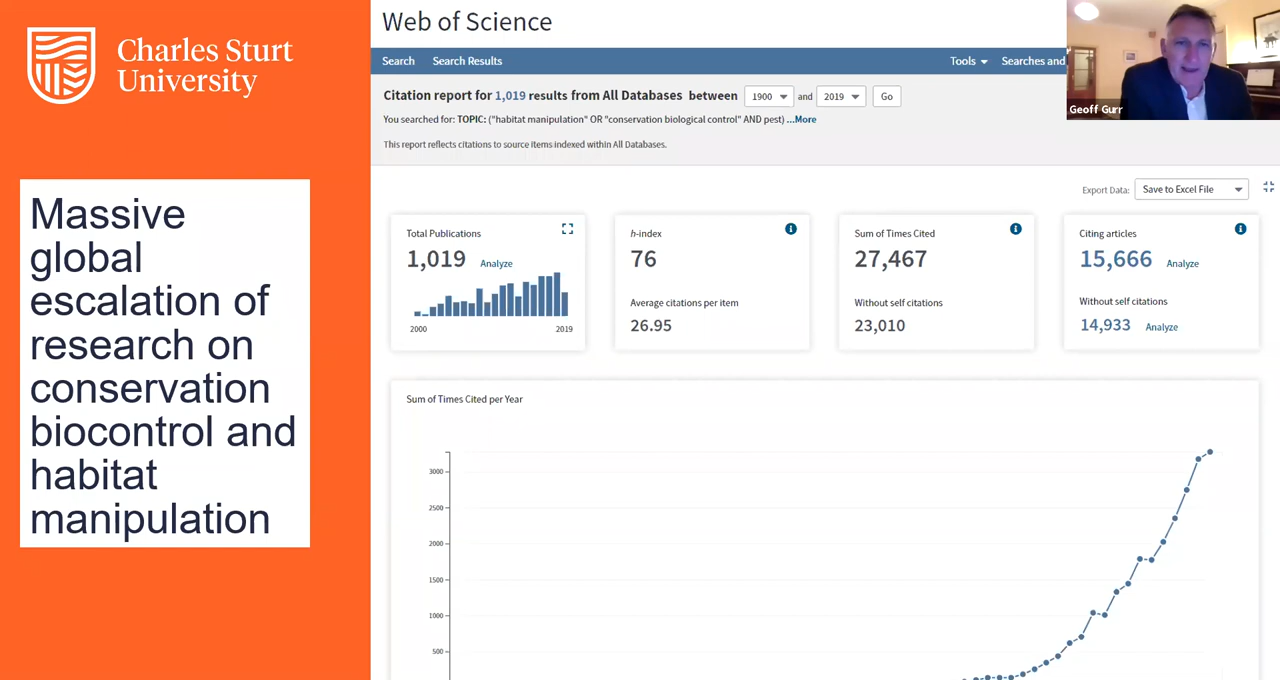 Charles Sturt
University
Massive
global
escalation of
research on
conservation
biocontrol and
habitat
manipulation
Web of Science
Search Search Results Tools Searches and
Geoff Gurr
Citation report for 1,019 results from All Databases between 1900 and 2019 Go
You searched for: TOPIC: ("habitat manipulation" OR "conservation biological control" AND pest) ...More
This report reflects citations to source items indexed within All Databases.
Export Data: Save to Excel File
Total Publications
1,019 Analyze
2000 2019
h-index
76
Average citations per item
26.95
Sum of Times Cited
27,467
Without self citations
23,010
Citing articles
15,666 Analyze
Without self citations
14,933 Analyze
Sum of Times Cited per Year
3000
2500
2000
1500
1000
500